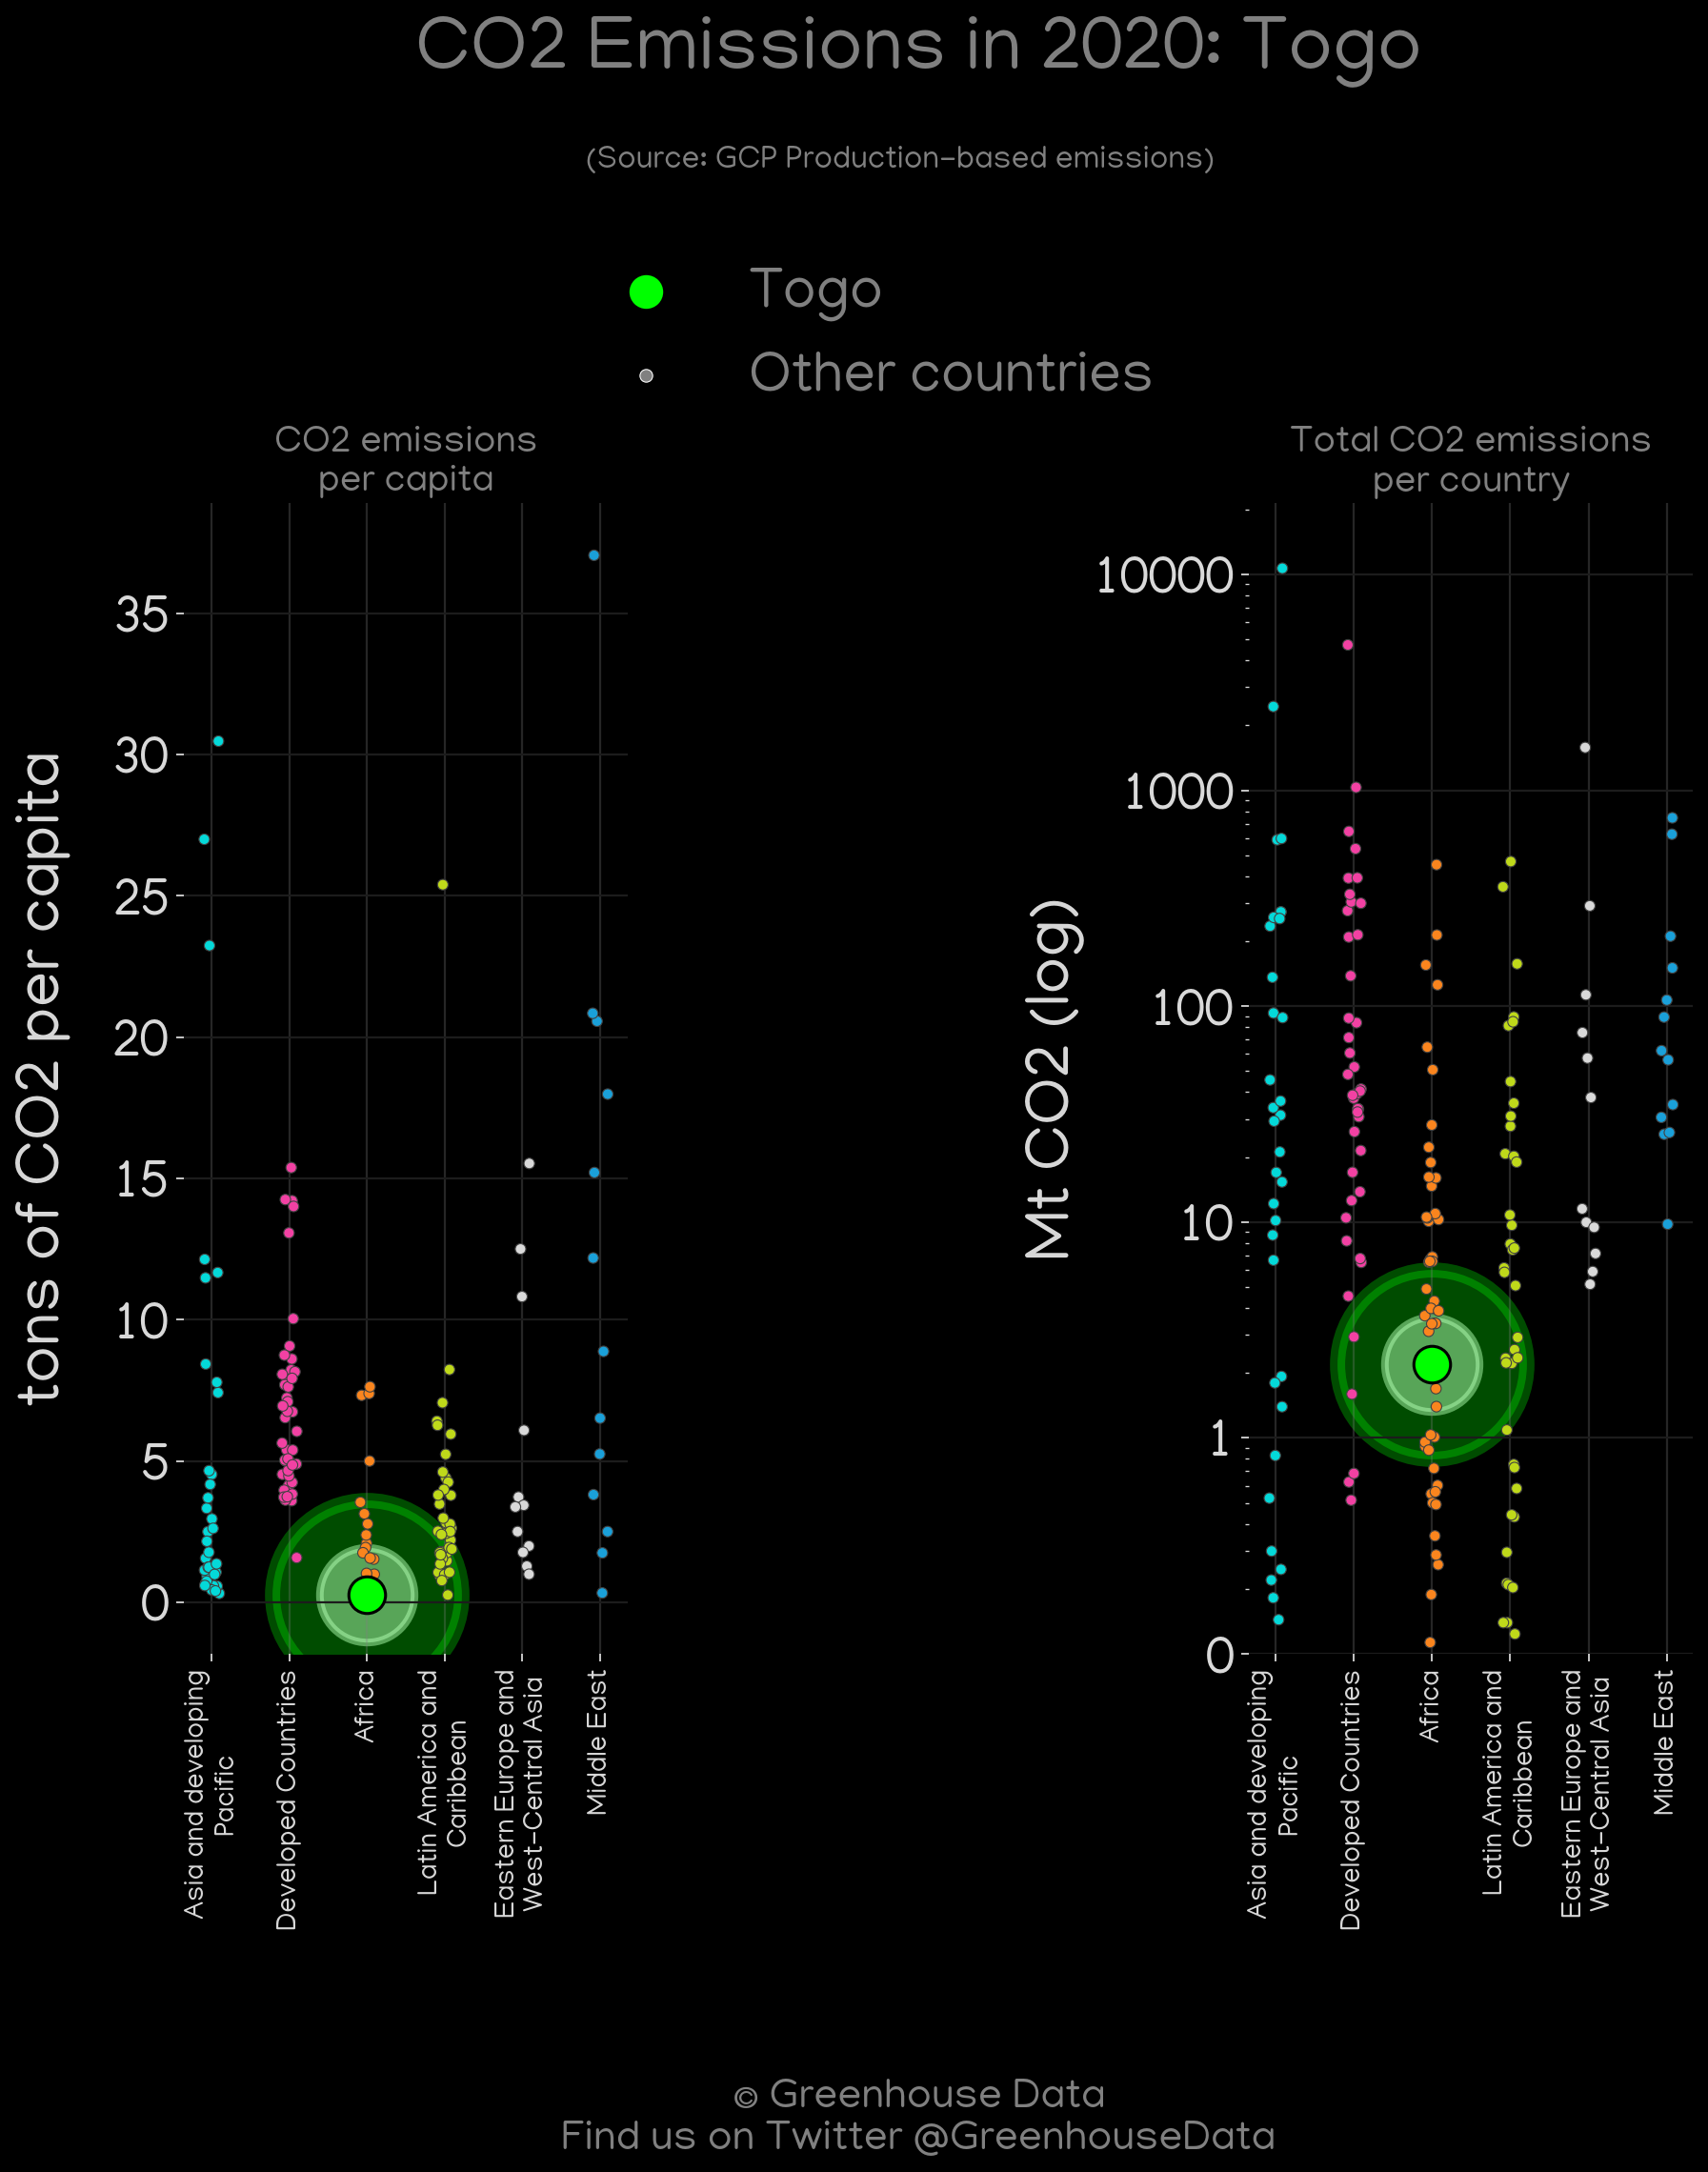 CO2 Emissions in 2020: Togo
(Source: GCP Production-based emissions)
Togo
Other countries
CO2 emissions
per capita
tons of CO2 per capita
35
30
25
20
15
10
5
0
Asia and developing
Pacific
Developed Countries
Africa
Latin America and
Caribbean
Eastern Europe and
West-Central Asia
Middle East
Total CO2 emissions
per country
Mt CO2 (log)
10000
1000
100
10
1
0
Asia and developing
Pacific
Developed Countries
Africa
Latin America and
Caribbean
Eastern Europe and
West-Central Asia
Middle East
© Greenhouse Data
Find us on Twitter @GreenhouseData